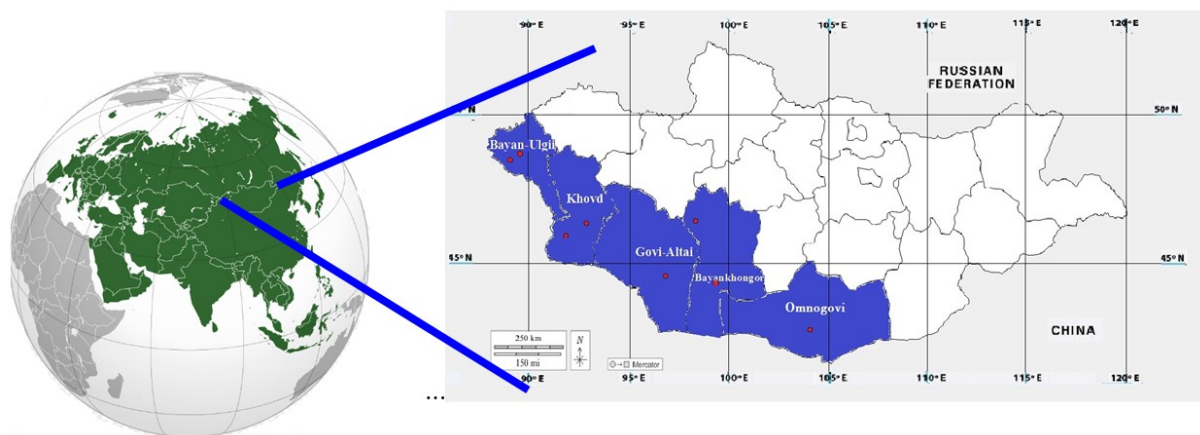 90° E
95° E
100° E
105° E
110° E
115° E
120° E
RUSSIAN
FEDERATION
° N
50° N
Bayan-Ulgii
Khovd
Govi-Altai
45° N
45° N
Bayankhongor
Omnogovi
CHINA
250 km
150 mi
N
Mercator
90° E
95° E
100° E
105° E
110° E
115° E
120° E
...